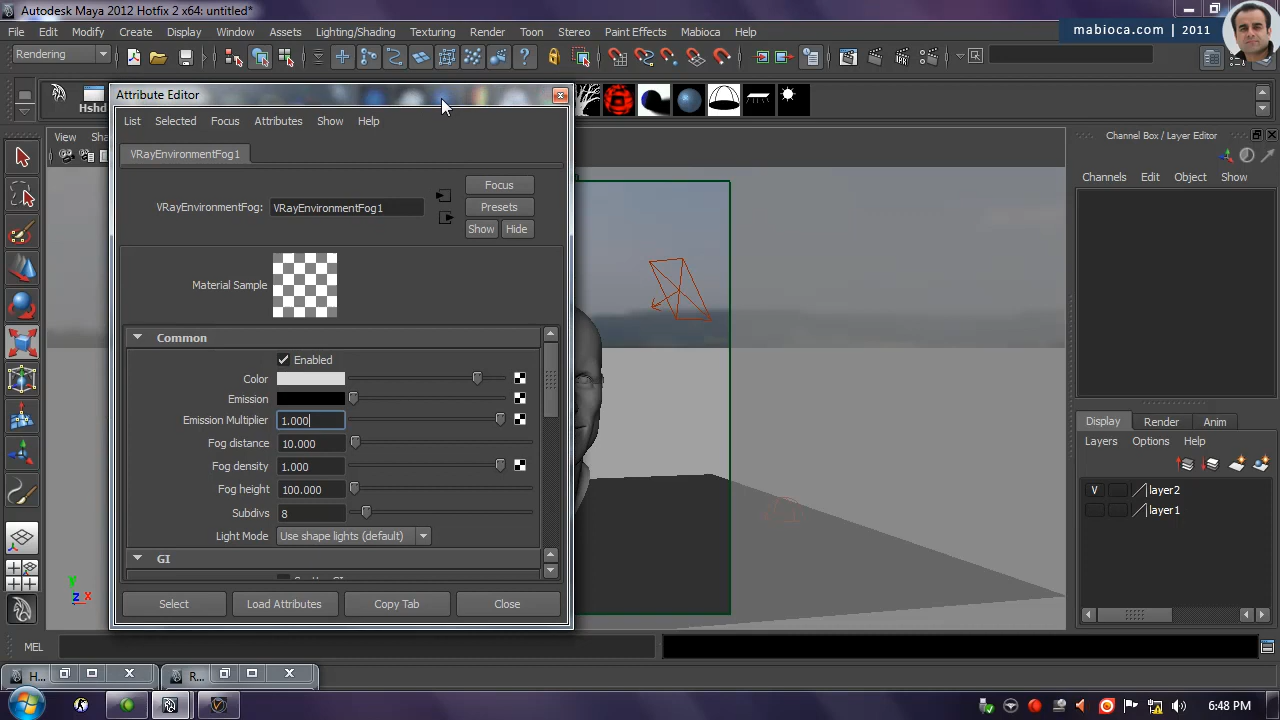 Autodesk Maya 2012 Hotfix 2 x64: untitled*
File Edit Modify Create Display Window Assets Lighting/Shading Texturing Render Toon Stereo Paint Effects Mabioca Help
mabioca.com | 2011
Rendering
Hshd
Attribute Editor
List Selected Focus Attributes Show Help
VRayEnvironmentFog1
Focus
VRayEnvironmentFog: VRayEnvironmentFog1
Presets
Show Hide
Material Sample
Common
Enabled
Color
Emission
Emission Multiplier 1.000
Fog distance 10.000
Fog density 1.000
Fog height 100.000
Subdivs 8
Light Mode Use shape lights (default)
GI
Select Load Attributes Copy Tab Close
View Sha
Channel Box / Layer Editor
Channels Edit Object Show
Display Render Anim
Layers Options Help
V layer2
layer1
y
z x
MEL
H... R...
6:48 PM